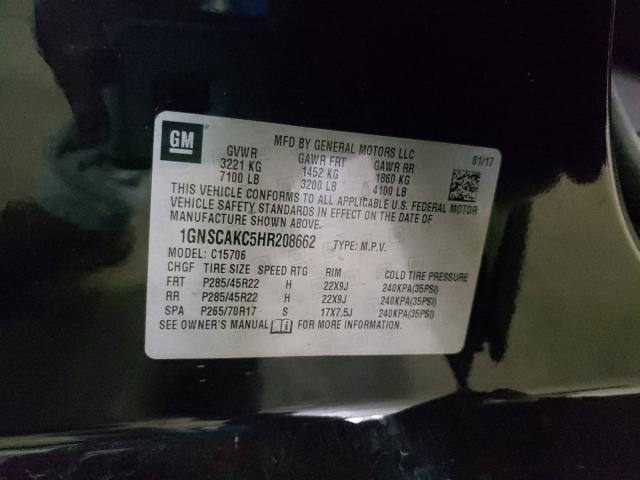 GM
MFD BY GENERAL MOTORS LLC 01/17
GVWR GAWR FRT GAWR RR
3221 KG 1452 KG 1860 KG
7100 LB 3200 LB 4100 LB
THIS VEHICLE CONFORMS TO ALL APPLICABLE U.S. FEDERAL MOTOR
VEHICLE SAFETY STANDARDS IN EFFECT ON THE DATE OF
MANUFACTURE SHOWN ABOVE.
1GNSCAKC5HR208662 TYPE: M.P.V.
MODEL: C15706
CHGF TIRE SIZE SPEED RTG RIM COLD TIRE PRESSURE
FRT P285/45R22 H 22X9J 240KPA(35PSI)
RR P285/45R22 H 22X9J 240KPA(35PSI)
SPA P265/70R17 S 17X7.5J 240KPA(35PSI)
SEE OWNER'S MANUAL FOR MORE INFORMATION.